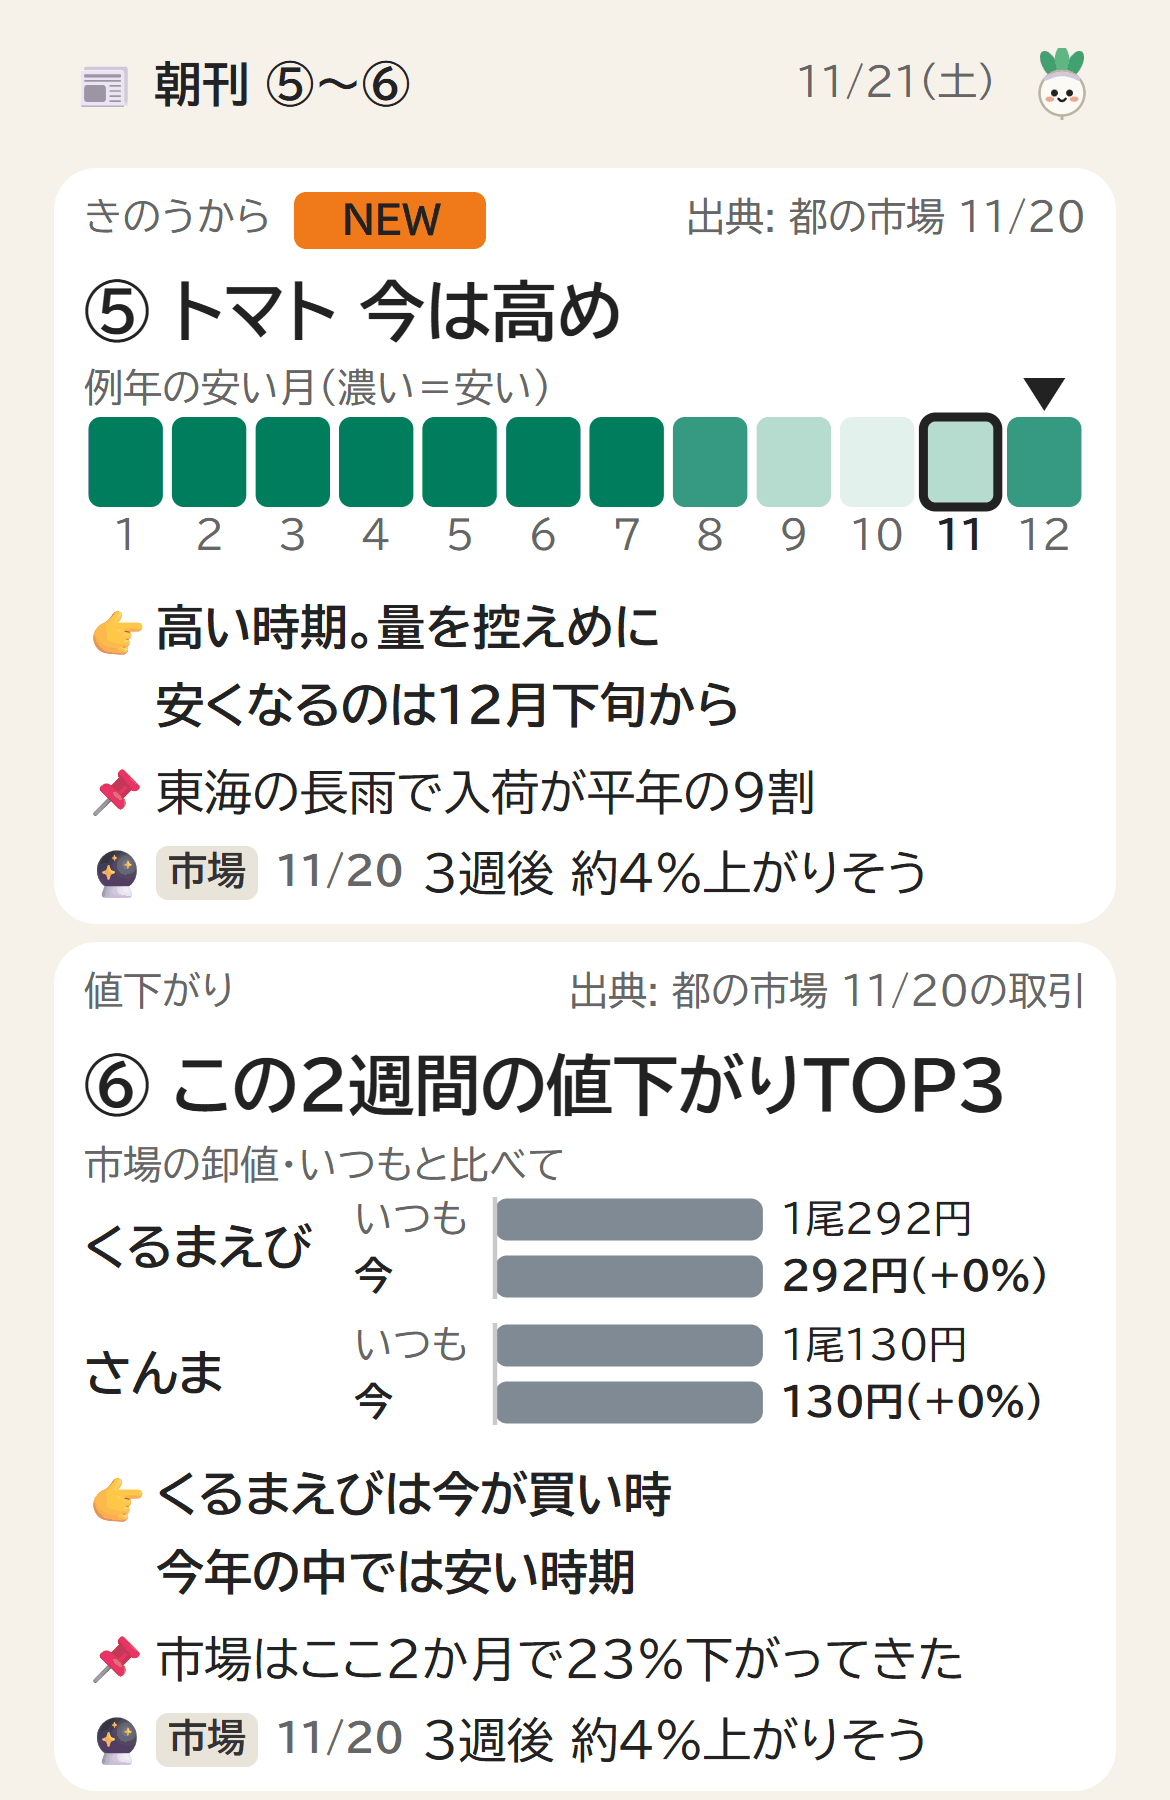 朝刊 ⑤〜⑥
11/21(土)
きのうから NEW 出典: 都の市場 11/20
⑤ トマト 今は高め
例年の安い月(濃い=安い)
1 2 3 4 5 6 7 8 9 10 11 12
高い時期。量を控えめに
安くなるのは12月下旬から
東海の長雨で入荷が平年の9割
市場 11/20 3週後 約4%上がりそう
値下がり 出典: 都の市場 11/20の取引
⑥ この2週間の値下がりTOP3
市場の卸値・いつもと比べて
くるまえび
いつも 1尾292円
今 292円(+0%)
さんま
いつも 1尾130円
今 130円(+0%)
くるまえびは今が買い時
今年の中では安い時期
市場はここ2か月で23%下がってきた
市場 11/20 3週後 約4%上がりそう